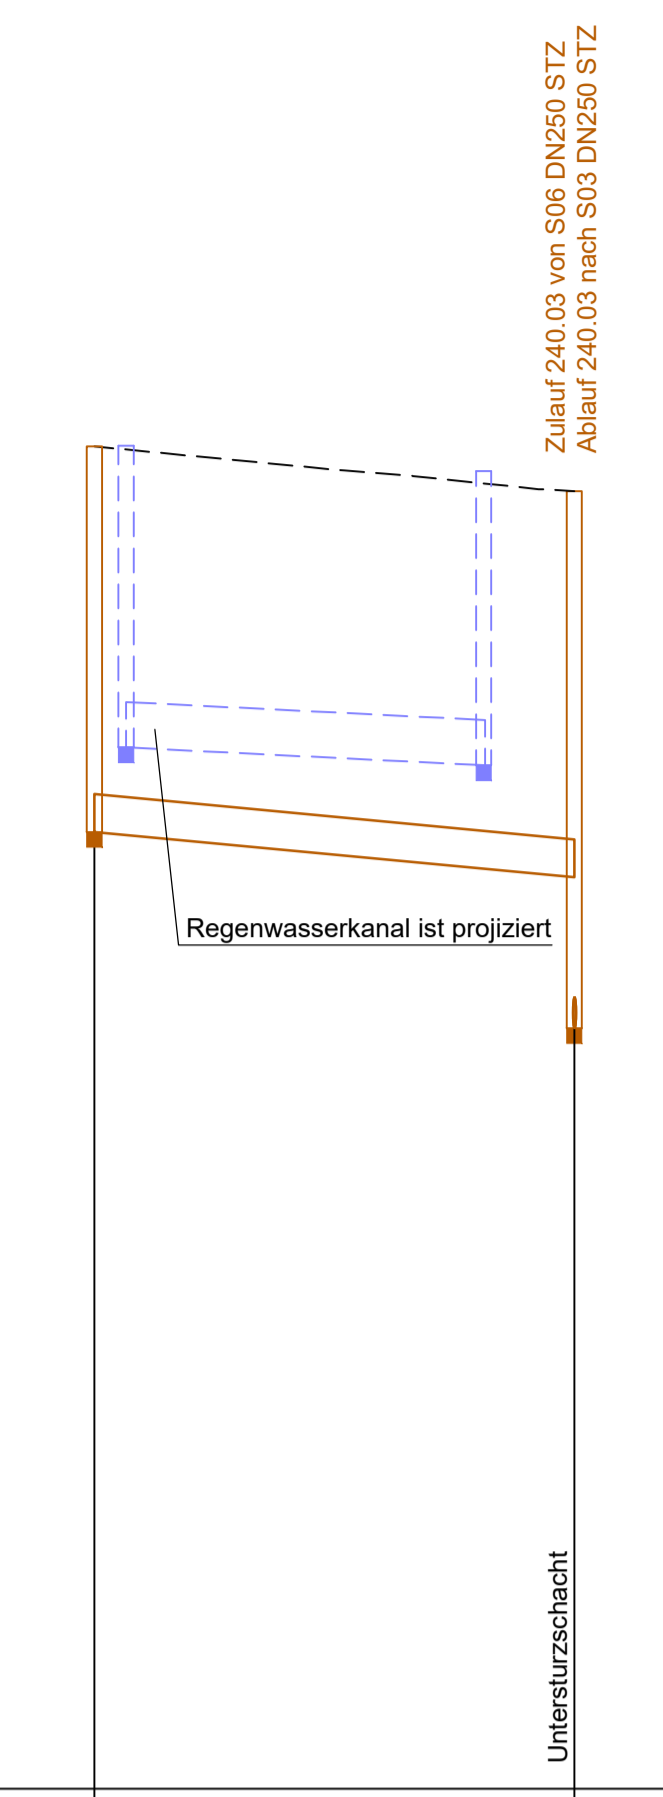 Zulauf 240.03 von S06 DN250 STZ
Ablauf 240.03 nach S03 DN250 STZ
Regenwasserkanal ist projiziert
Untersturzschacht